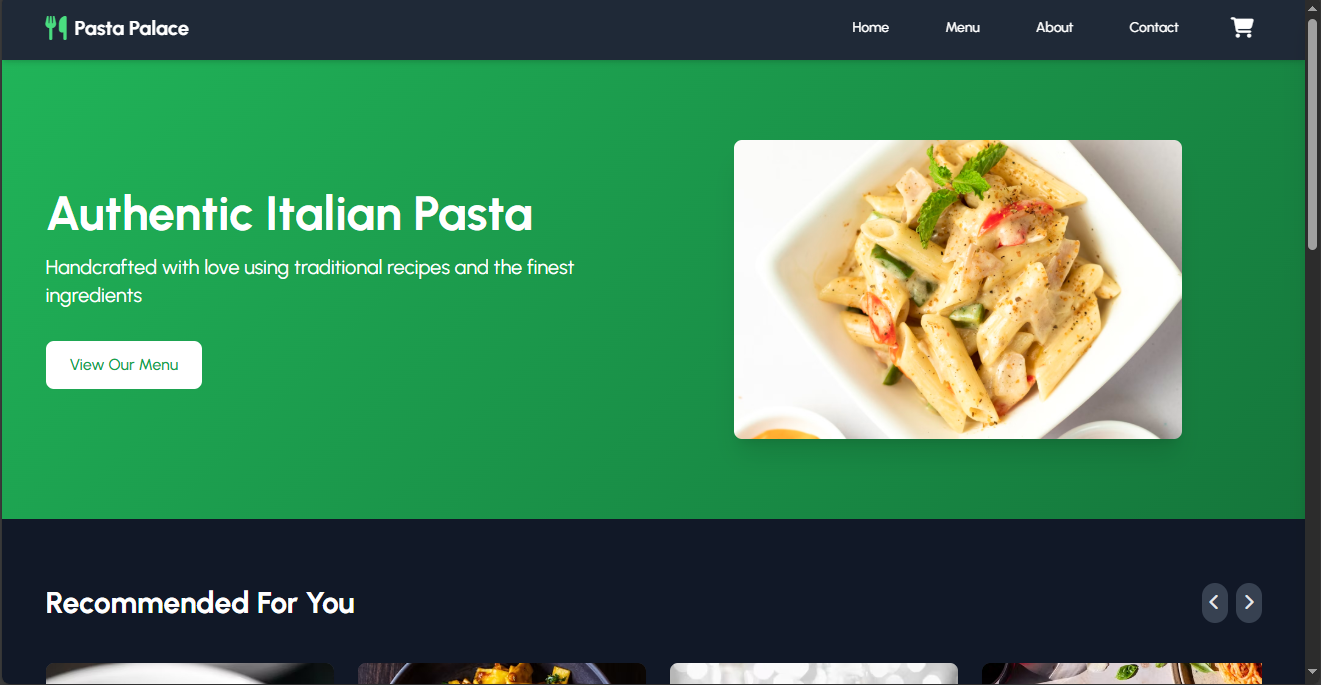 Pasta Palace
Home
Menu
About
Contact
Authentic Italian Pasta
Handcrafted with love using traditional recipes and the finest
ingredients
View Our Menu
Recommended For You